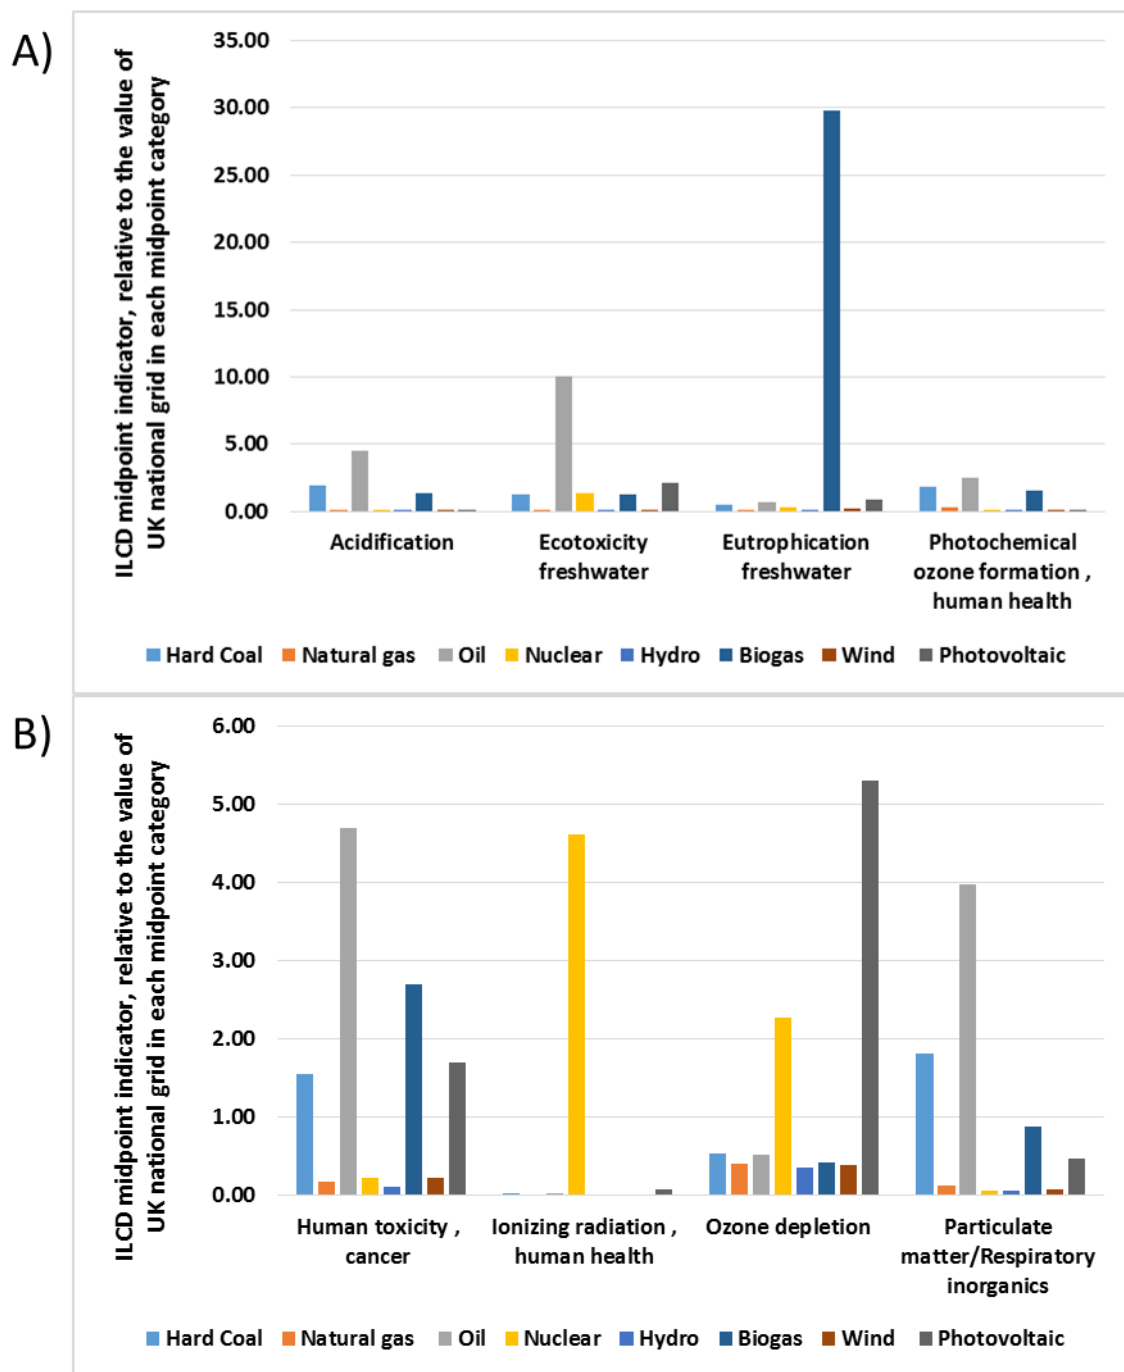 A)
ILCD midpoint indicator, relative to the value of
UK national grid in each midpoint category
35.00
30.00
25.00
20.00
15.00
10.00
5.00
0.00
Acidification
Ecotoxicity
freshwater
Eutrophication
freshwater
Photochemical
ozone formation ,
human health
Hard Coal Natural gas Oil Nuclear Hydro Biogas Wind Photovoltaic
B)
ILCD midpoint indicator, relative to the value of
UK national grid in each midpoint category
6.00
5.00
4.00
3.00
2.00
1.00
0.00
Human toxicity ,
cancer
Ionizing radiation ,
human health
Ozone depletion
Particulate
matter/Respiratory
inorganics
Hard Coal Natural gas Oil Nuclear Hydro Biogas Wind Photovoltaic